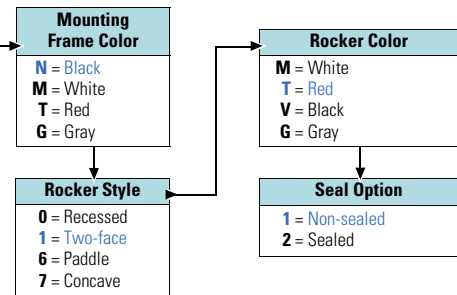 Mounting
Frame Color
N = Black
M = White
T = Red
G = Gray
Rocker Style
0 = Recessed
1 = Two-face
6 = Paddle
7 = Concave
Rocker Color
M = White
T = Red
V = Black
G = Gray
Seal Option
1 = Non-sealed
2 = Sealed